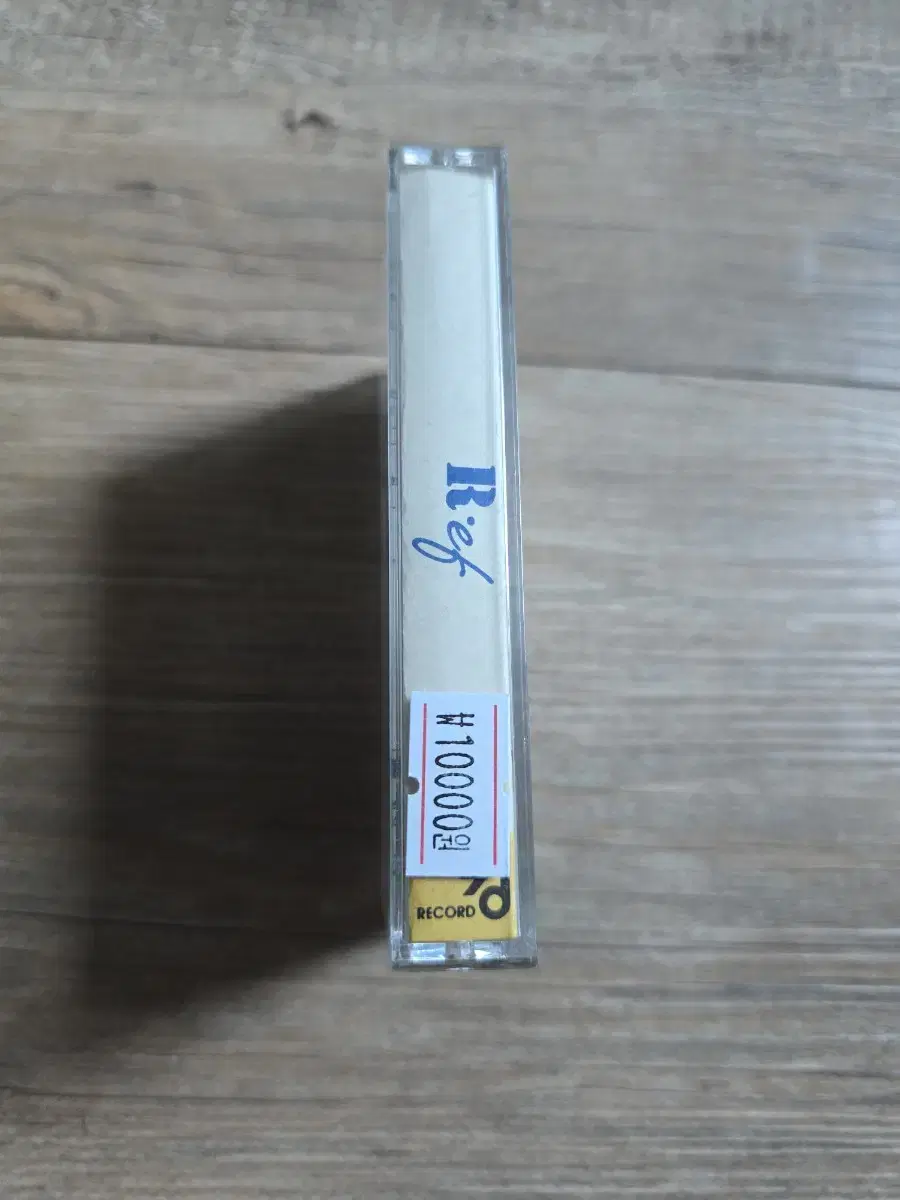 R.ef
₩10000원
RECORD